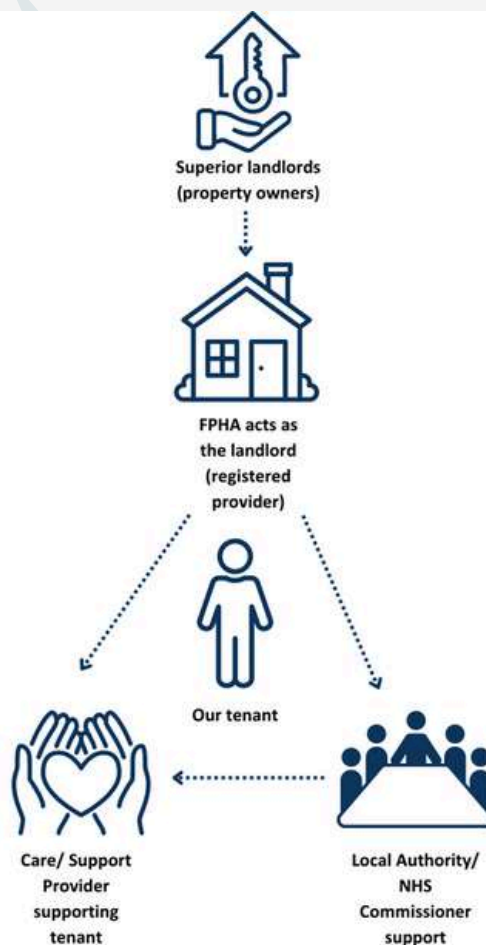 Superior landlords
(property owners)
FPHA acts as
the landlord
(registered
provider)
Our tenant
Care/ Support
Provider
supporting
tenant
Local Authority/
NHS
Commissioner
support